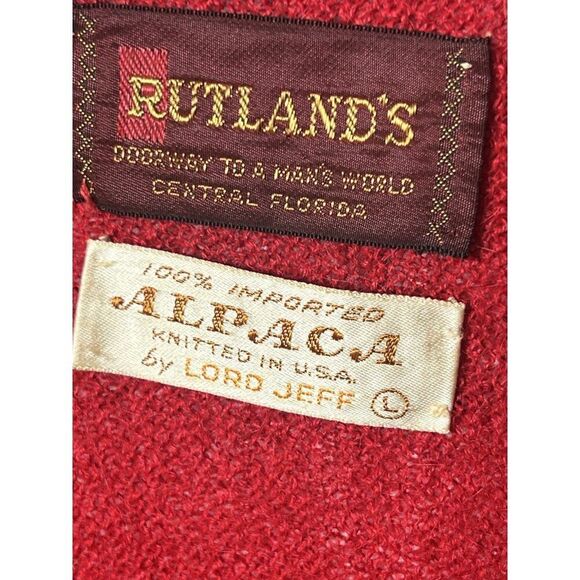 RUTLAND'S
DOORWAY TO A MAN'S WORLD
CENTRAL FLORIDA
100% IMPORTED
ALPACA
KNITTED IN U.S.A.
by LORD JEFF L